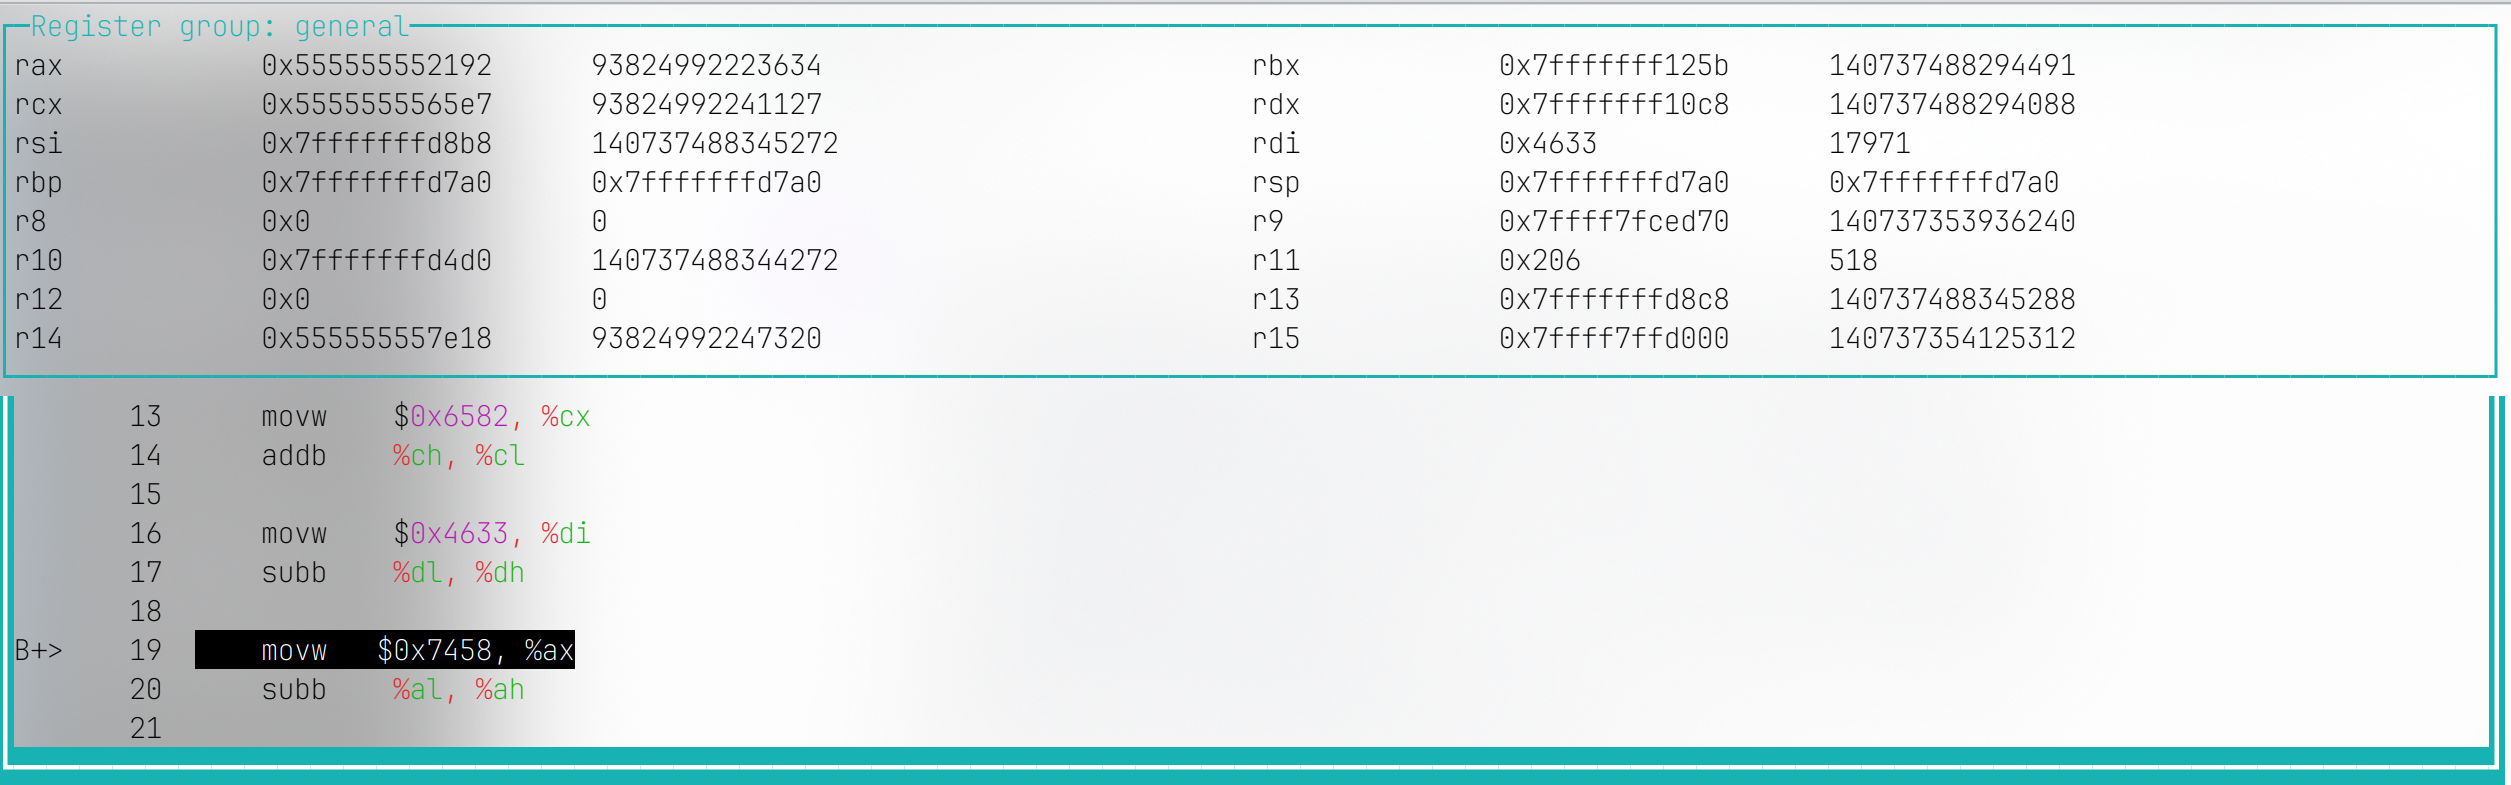 Register group: general
rax 0x555555552192 93824992223634 rbx 0x7fffffff125b 140737488294491
rcx 0x5555555565e7 93824992241127 rdx 0x7fffffff10c8 140737488294088
rsi 0x7fffffffd8b8 140737488345272 rdi 0x4633 17971
rbp 0x7fffffffd7a0 0x7fffffffd7a0 rsp 0x7fffffffd7a0 0x7fffffffd7a0
r8 0x0 0 r9 0x7ffff7fced70 140737353936240
r10 0x7fffffffd4d0 140737488344272 r11 0x206 518
r12 0x0 0 r13 0x7fffffffd8c8 140737488345288
r14 0x555555557e18 93824992247320 r15 0x7ffff7ffd000 140737354125312
13 movw $0x6582, %cx
14 addb %ch, %cl
15
16 movw $0x4633, %di
17 subb %dl, %dh
18
B+> 19 movw $0x7458, %ax
20 subb %al, %ah
21